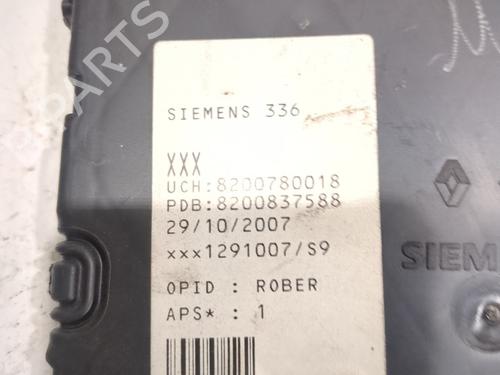 SIEMENS 336
XXX
UCH:8200780018
PDB:8200837588
29/10/2007
xxx1291007/S9
OPID : ROBER
APS* : 1
SIEM
PARTS